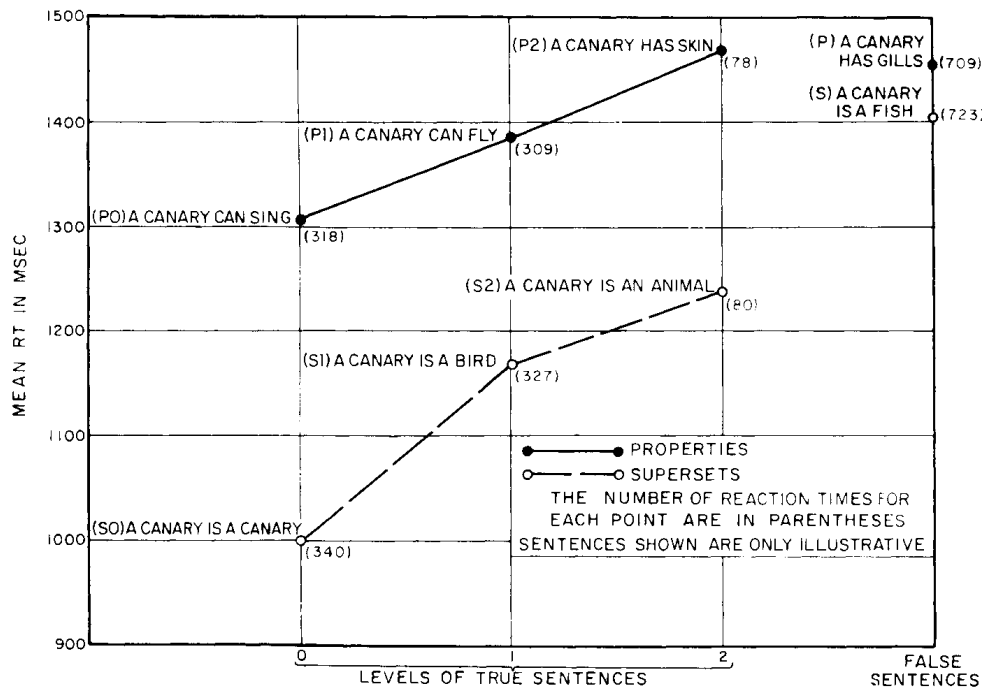 1500
1400
1300
1200
1100
1000
900
MEAN RT IN MSEC
(P2) A CANARY HAS SKIN
(78)
(P) A CANARY
HAS GILLS
(709)
(S) A CANARY
IS A FISH
(723)
(P1) A CANARY CAN FLY
(309)
(P0) A CANARY CAN SING
(318)
(S2) A CANARY IS AN ANIMAL
(80)
(S1) A CANARY IS A BIRD
(327)
(S0) A CANARY IS A CANARY
(340)
PROPERTIES
SUPERSETS
THE NUMBER OF REACTION TIMES FOR
EACH POINT ARE IN PARENTHESES
SENTENCES SHOWN ARE ONLY ILLUSTRATIVE
0 1 2
LEVELS OF TRUE SENTENCES
FALSE
SENTENCES